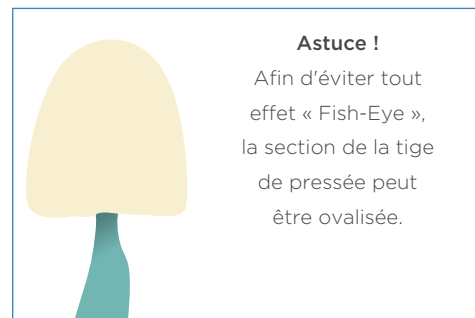 Astuce !
Afin d'éviter tout
effet « Fish-Eye »,
la section de la tige
de pressée peut
être ovalisée.